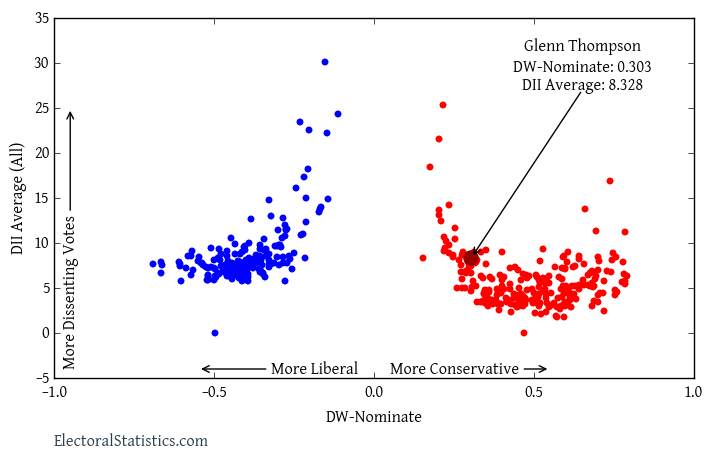 35
30
25
20
15
10
5
0
−5
DII Average (All)
More Dissenting Votes
Glenn Thompson
DW-Nominate: 0.303
DII Average: 8.328
More Liberal
More Conservative
−1.0
−0.5
0.0
0.5
1.0
DW-Nominate
ElectoralStatistics.com